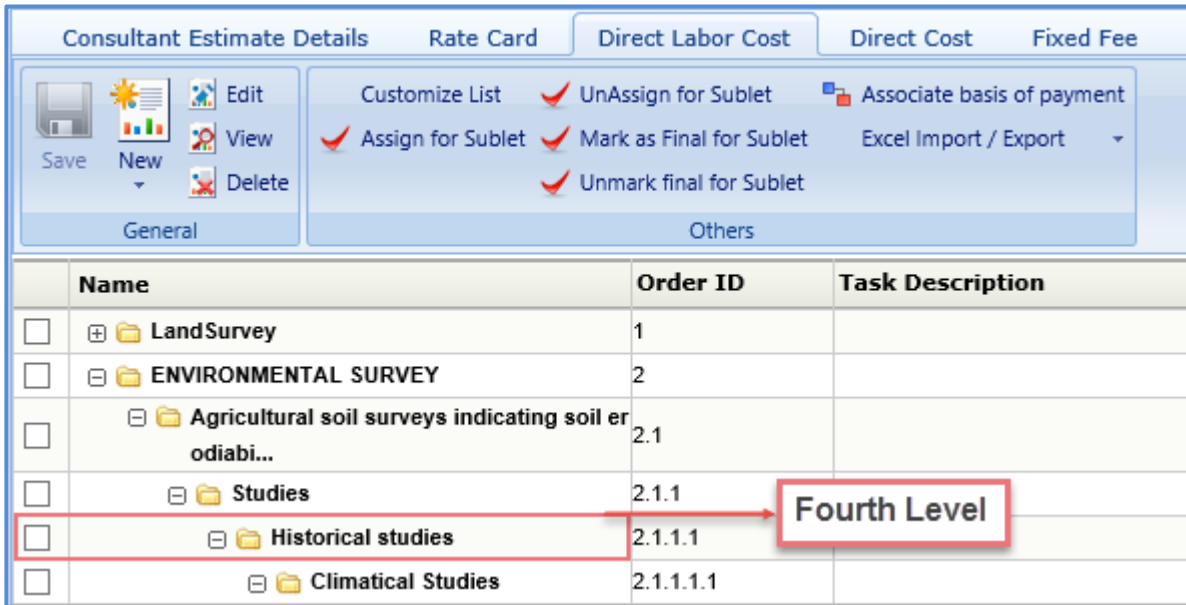 Consultant Estimate Details Rate Card Direct Labor Cost Direct Cost Fixed Fee
Save
New
Edit
View
Delete
General
Customize List UnAssign for Sublet Associate basis of payment
Assign for Sublet Mark as Final for Sublet Excel Import / Export
Unmark final for Sublet
Others
Name Order ID Task Description
LandSurvey 1
ENVIRONMENTAL SURVEY 2
Agricultural soil surveys indicating soil er
odiabi... 2.1
Studies 2.1.1
Historical studies 2.1.1.1
Fourth Level
Climatical Studies 2.1.1.1.1